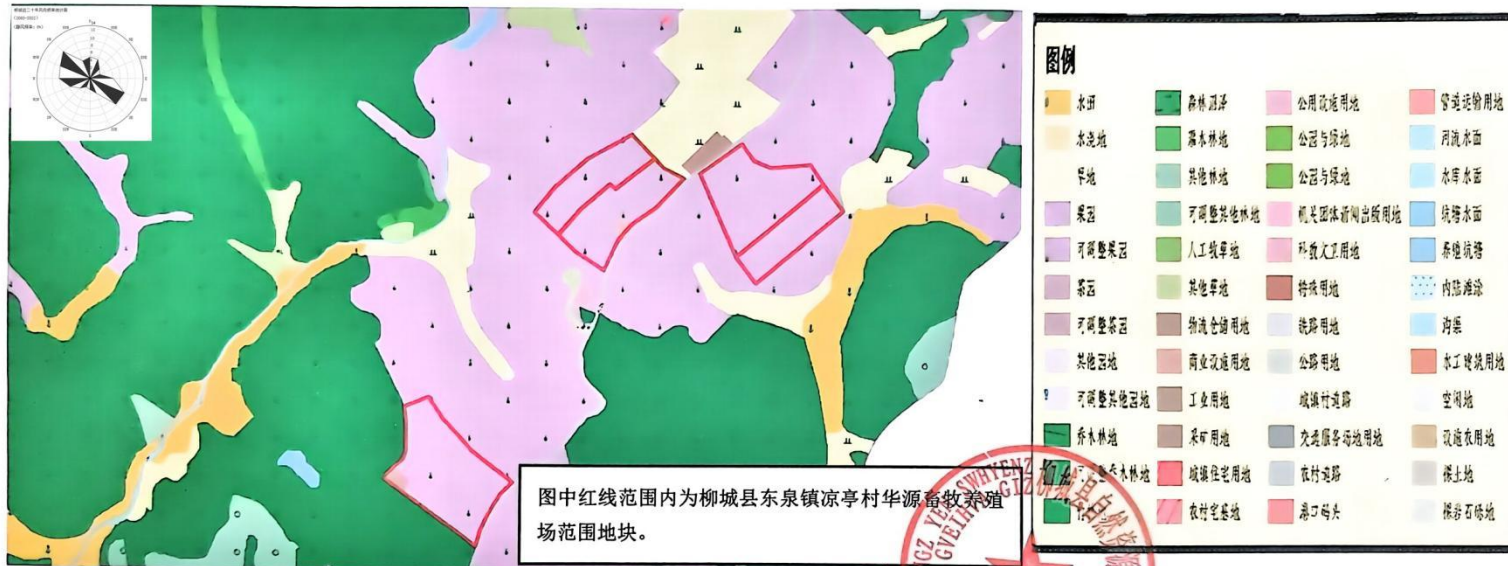 图中红线范围内为柳城县东泉镇凉亭村华源畜牧养殖
场范围地块。
图例
水田
水浇地
旱地
果园
可调整果园
茶园
可调整茶园
其他园地
可调整其他园地
乔木林地
森林沼泽
灌木林地
其他林地
可调整其他林地
人工牧草地
其他草地
物流仓储用地
商业设施用地
工业用地
采矿用地
城镇住宅用地
农村宅基地
公用设施用地
公园与绿地
公园与绿地
机关团体新闻出版用地
科教文卫用地
特殊用地
铁路用地
公路用地
城镇村道路
交通服务场站用地
农村道路
港口码头
管道运输用地
河流水面
水库水面
坑塘水面
养殖坑塘
内陆滩涂
沟渠
水工建筑用地
空闲地
设施农用地
裸土地
裸岩石砾地